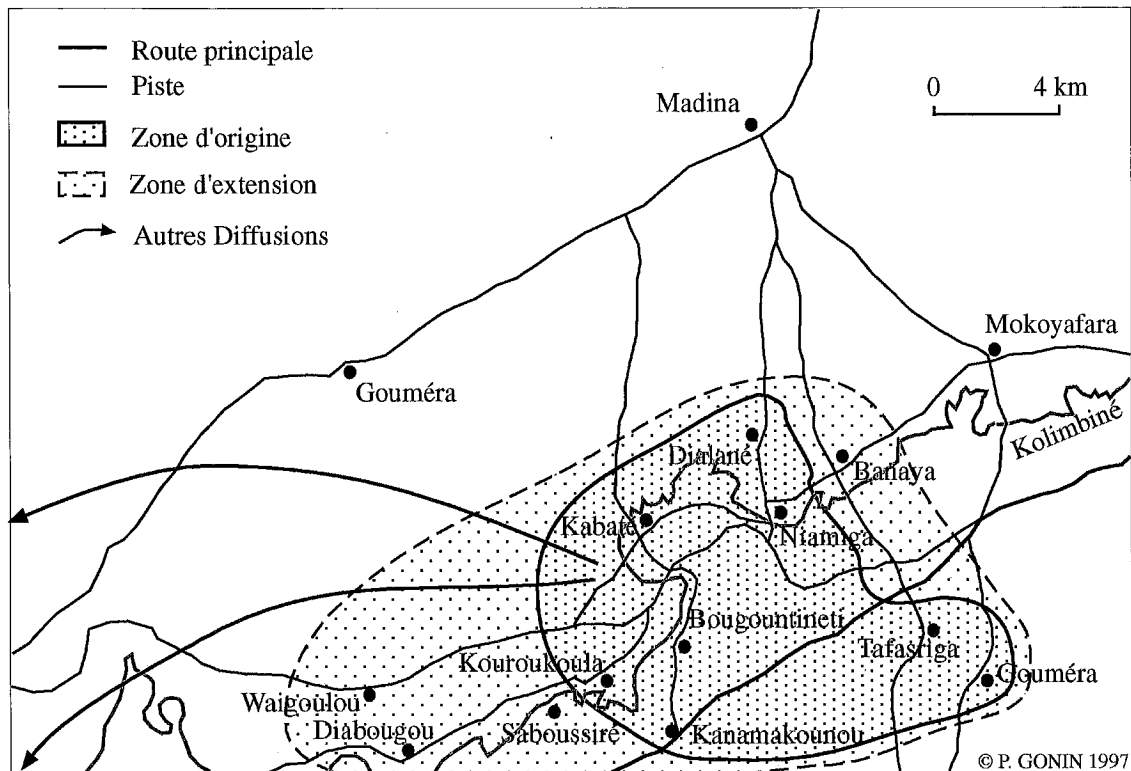 Route principale
Piste
Zone d'origine
Zone d'extension
Autres Diffusions
0 4 km
Madina
Mokoyafara
Gouméra
Kolimbiné
Dialané
Banaya
Kabaté
Niamiga
Bougountineti
Tafasriga
Kouroukoula
Gouméra
Waigoulou
Diabougou
Saboussiré
Kanamakounou
© P. GONIN 1997